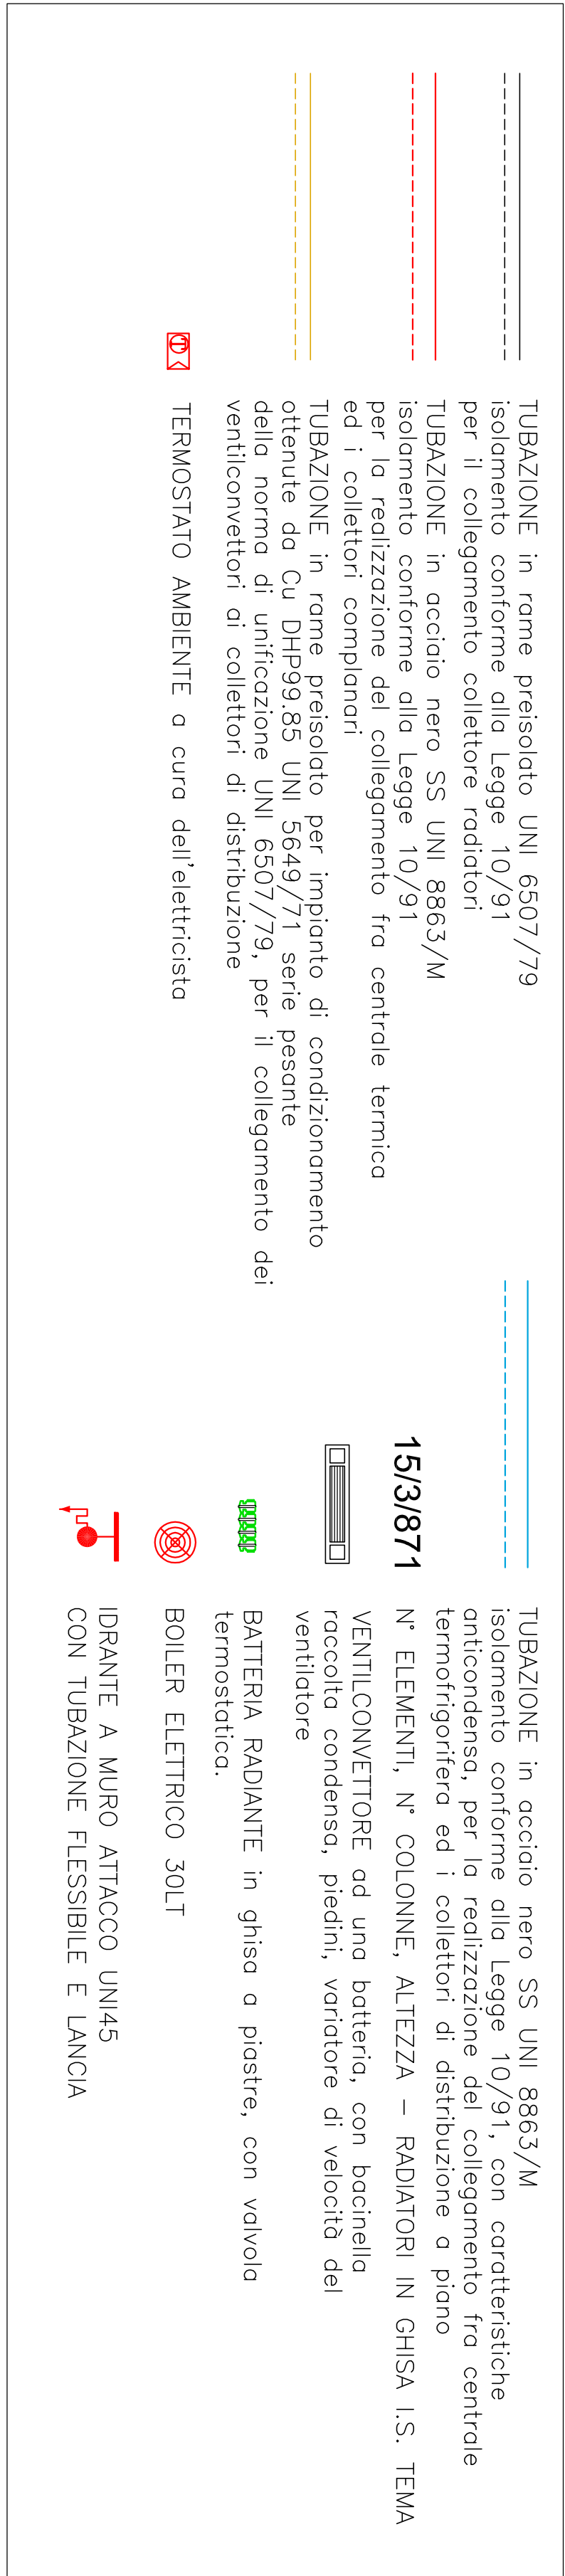 TUBAZIONE in rame preisolato UNI 6507/79
isolamento conforme alla Legge 10/91
per il collegamento collettore radiatori
TUBAZIONE in acciaio nero SS UNI 8863/M
isolamento conforme alla Legge 10/91
per la realizzazione del collegamento fra centrale termica
ed i collettori complanari
TUBAZIONE in rame preisolato per impianto di condizionamento
ottenute da Cu DHP99.85 UNI 5649/71 serie pesante
della norma di unificazione UNI 6507/79, per il collegamento dei
ventilconvettori ai collettori di distribuzione
T
TERMOSTATO AMBIENTE a cura dell'elettricista
TUBAZIONE in acciaio nero SS UNI 8863/M
isolamento conforme alla Legge 10/91, con caratteristiche
anticondensa, per la realizzazione del collegamento fra centrale
termofrigorifera ed i collettori di distribuzione a piano
15/3/871
N° ELEMENTI, N° COLONNE, ALTEZZA – RADIATORI IN GHISA I.S. TEMA
VENTILCONVETTORE ad una batteria, con bacinella
raccolta condensa, piedini, variatore di velocità del
ventilatore
BATTERIA RADIANTE in ghisa a piastre, con valvola
termostatica.
BOILER ELETTRICO 30LT
IDRANTE A MURO ATTACCO UNI45
CON TUBAZIONE FLESSIBILE E LANCIA